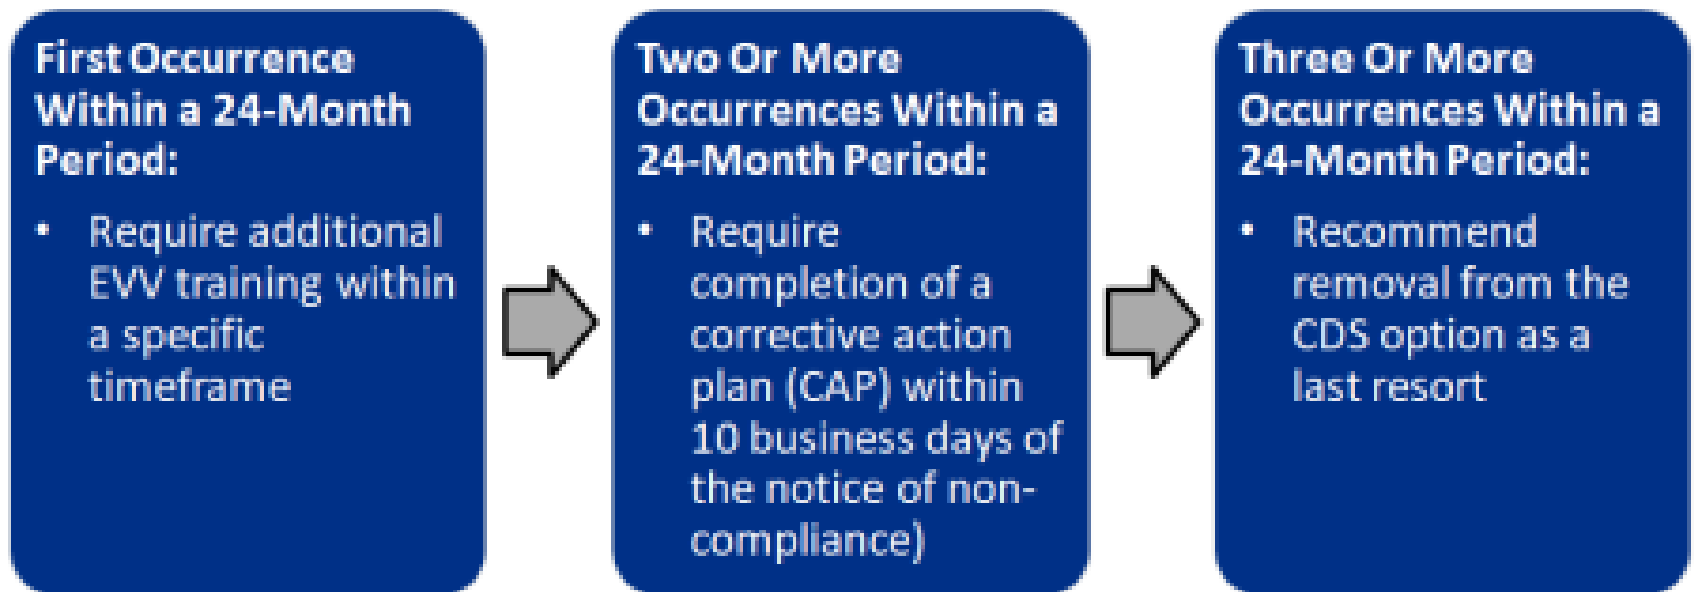 First Occurrence
Within a 24-Month
Period:
• Require additional
EVV training within
a specific
timeframe
Two Or More
Occurrences Within a
24-Month Period:
• Require
completion of a
corrective action
plan (CAP) within
10 business days of
the notice of non-
compliance)
Three Or More
Occurrences Within a
24-Month Period:
• Recommend
removal from the
CDS option as a
last resort